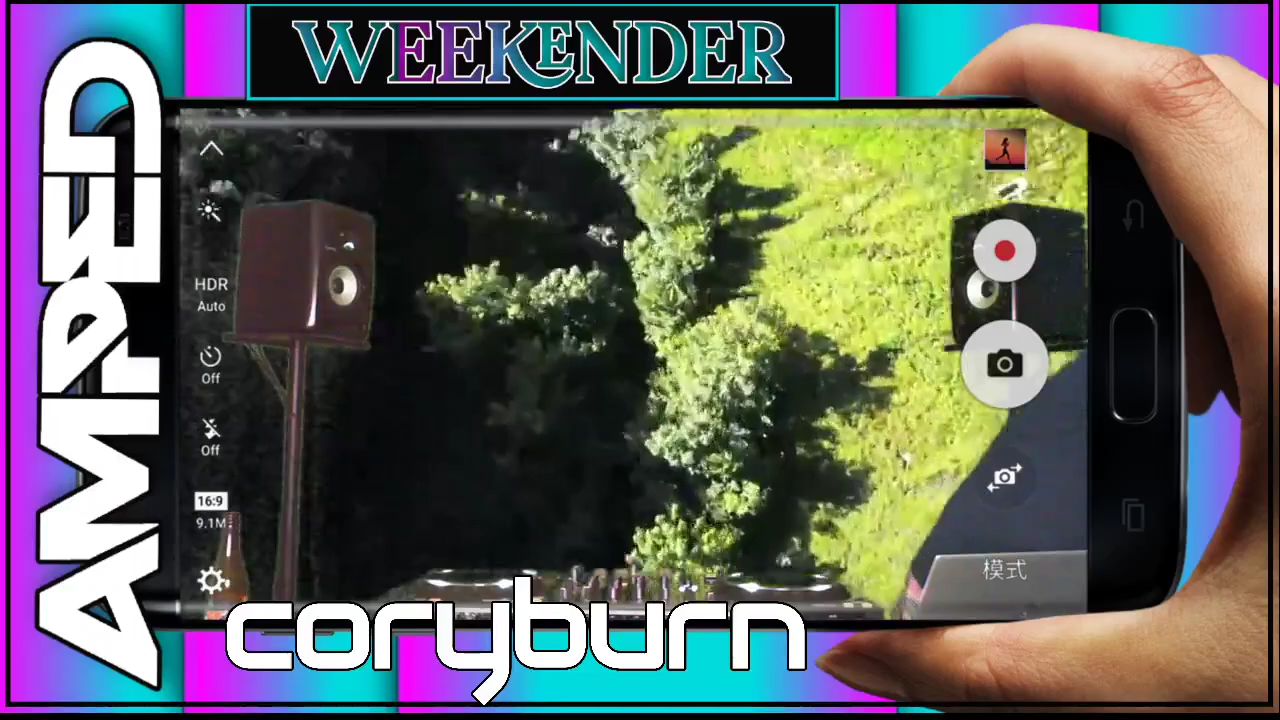 WEEKENDER
AMPED
HDR
Auto
Off
Off
16:9
9.1M
模式
coryburn